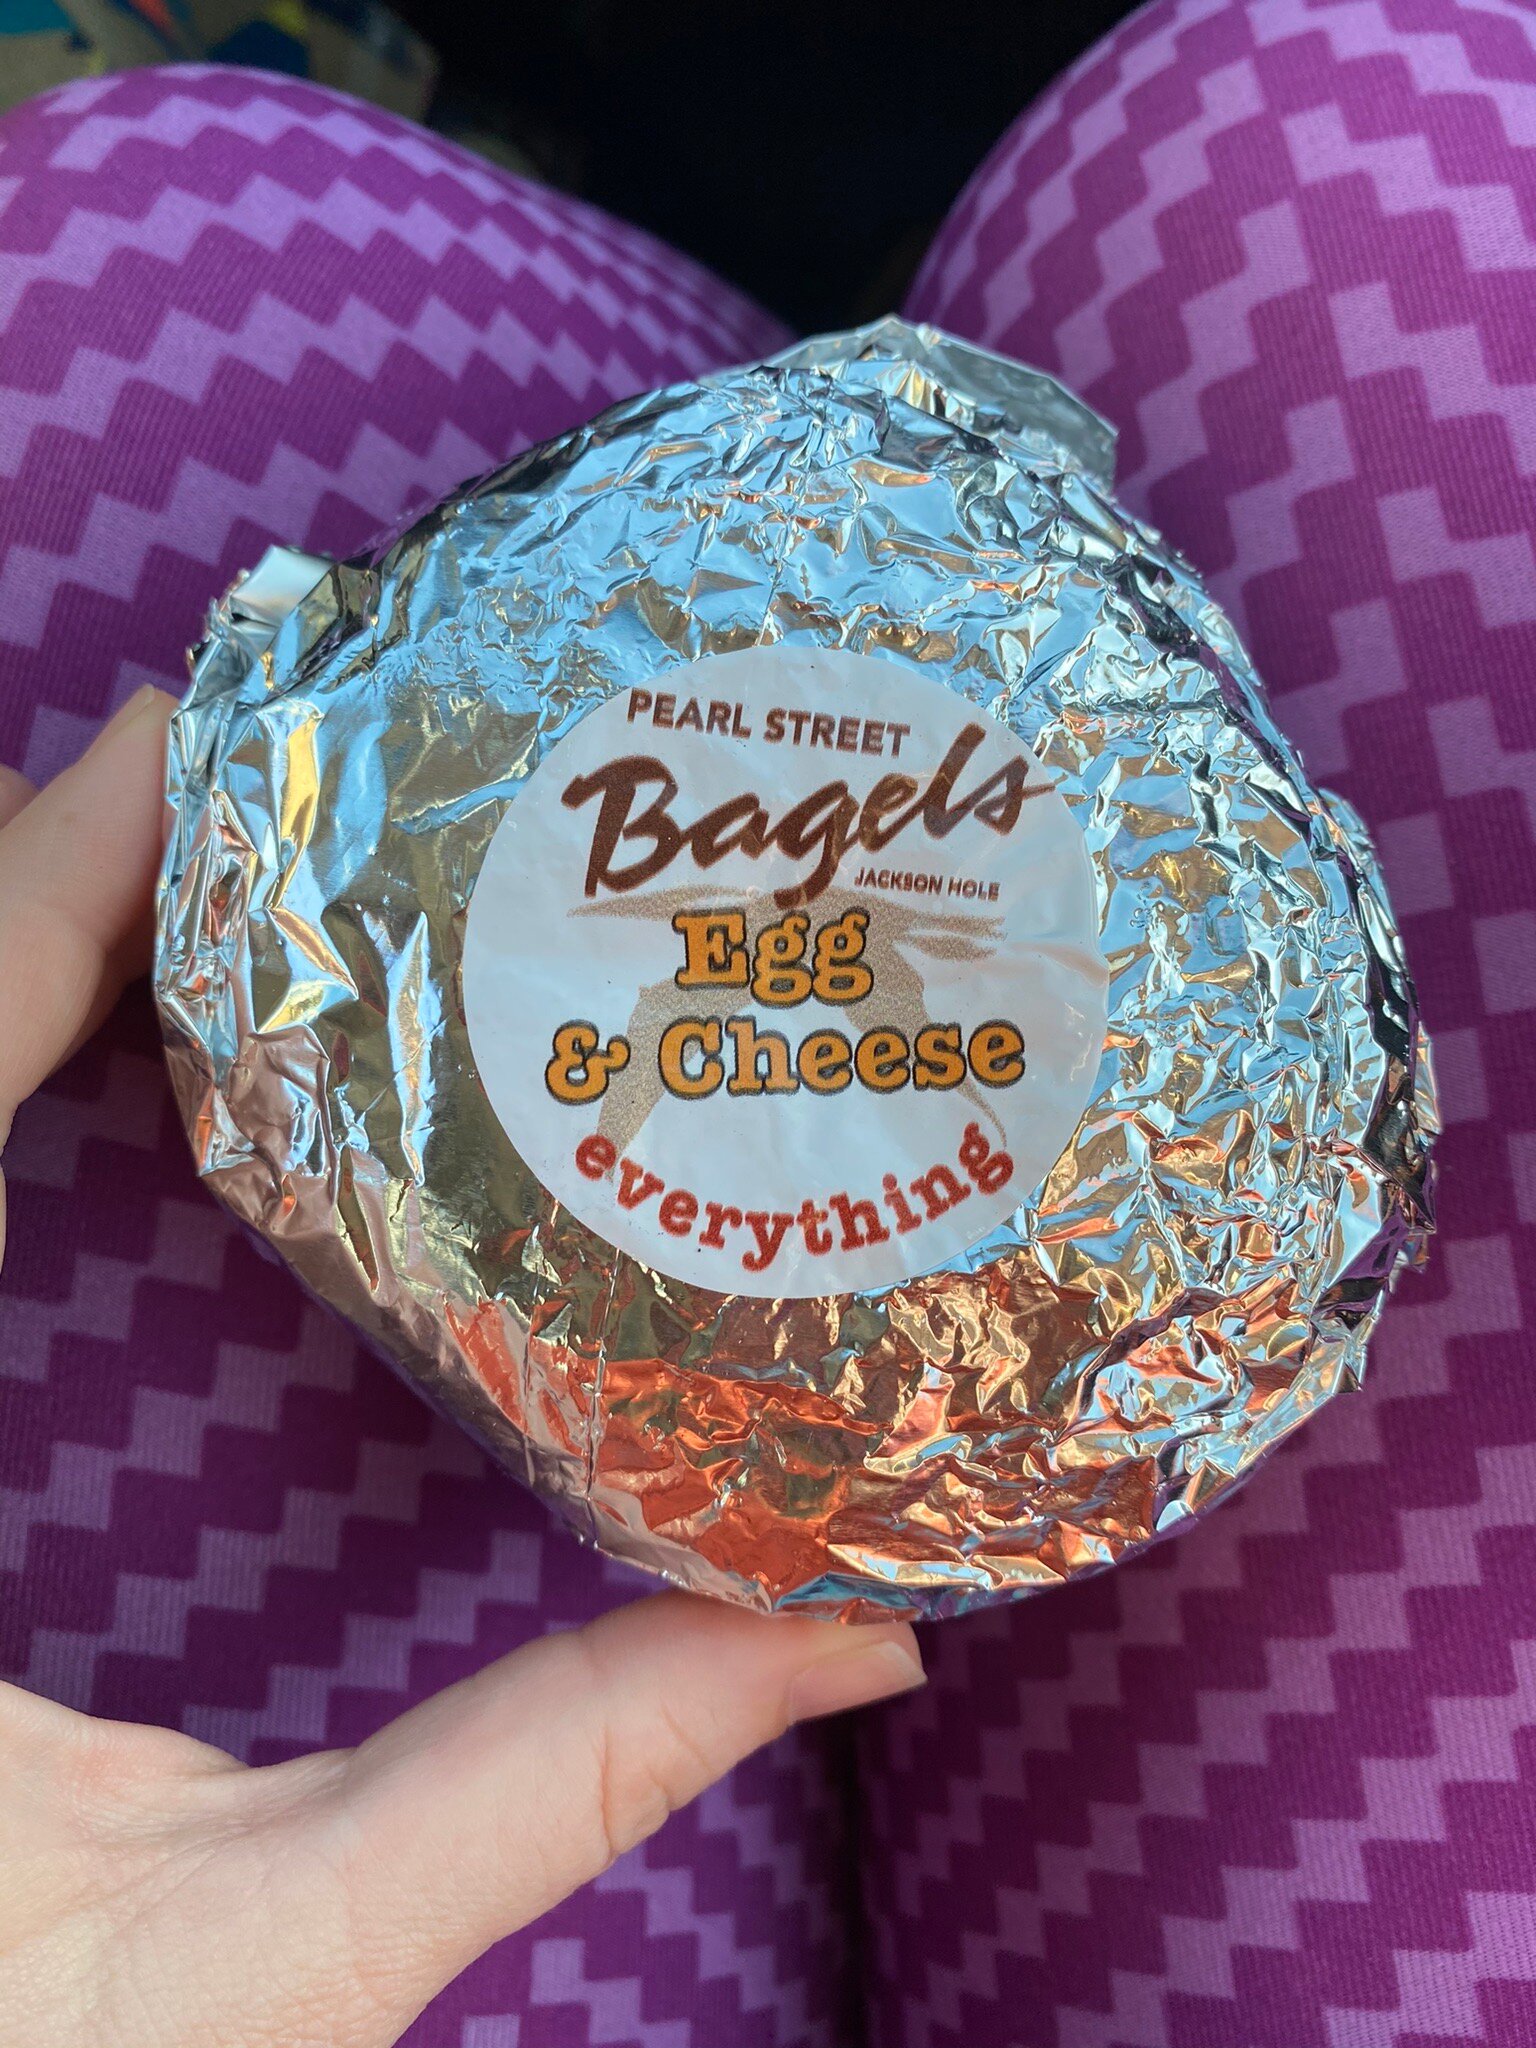 PEARL STREET
Bagels
JACKSON HOLE
Egg
& Cheese
everything